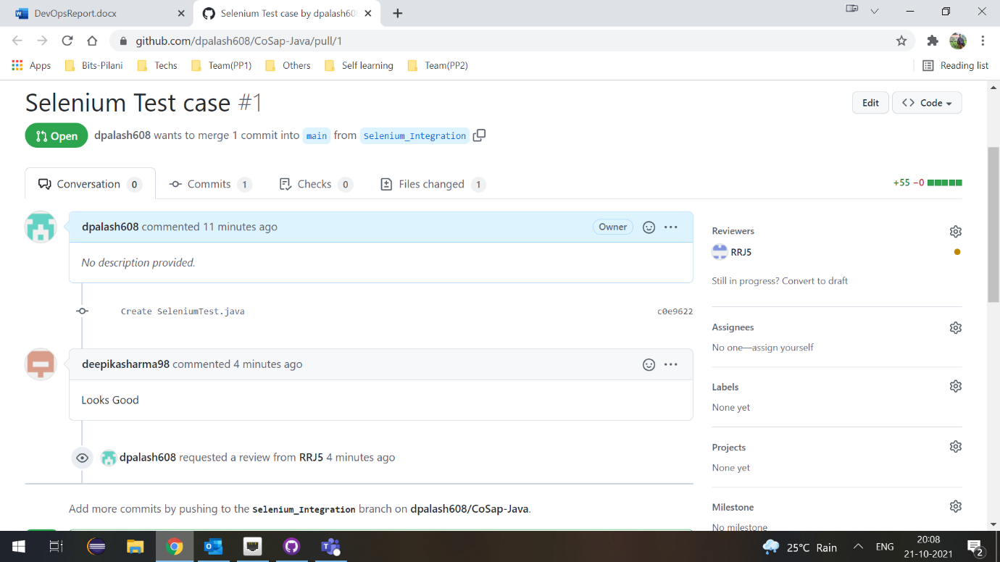 DevOpsReport.docx
Selenium Test case by dpalash608
github.com/dpalash608/CoSap-Java/pull/1
Apps Bits-Pilani Techs Team(PP1) Others Self learning Team(PP2) Reading list
Selenium Test case #1
Edit
Code
Open
dpalash608 wants to merge 1 commit into main from Selenium_Integration
Conversation 0
Commits 1
Checks 0
Files changed 1
+55 −0
dpalash608 commented 11 minutes ago
Owner
No description provided.
Create SeleniumTest.java
c0e9622
deepikasharma98 commented 4 minutes ago
Looks Good
dpalash608 requested a review from RRJ5 4 minutes ago
Add more commits by pushing to the Selenium_Integration branch on dpalash608/CoSap-Java.
Reviewers
RRJ5
Still in progress? Convert to draft
Assignees
No one—assign yourself
Labels
None yet
Projects
None yet
Milestone
No milestone
25°C Rain
ENG
20:08
21-10-2021
2